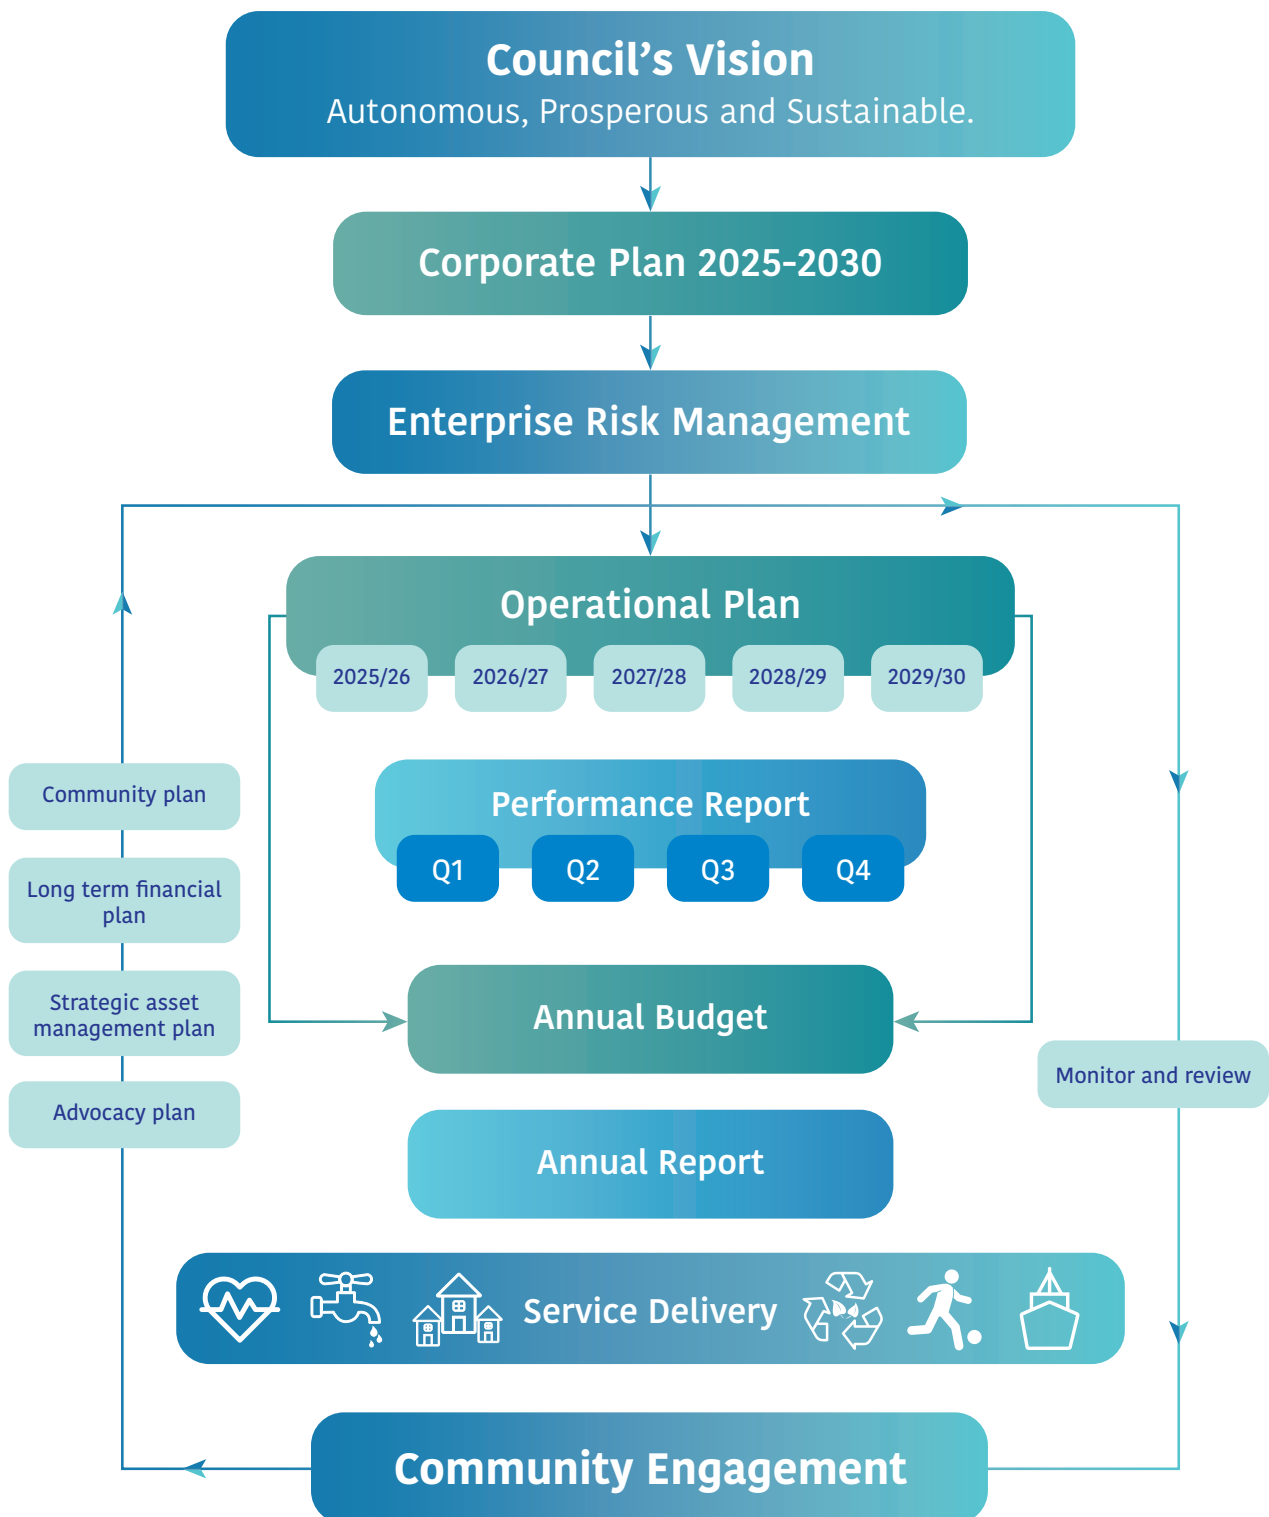 Council’s Vision
Autonomous, Prosperous and Sustainable.
Corporate Plan 2025-2030
Enterprise Risk Management
Operational Plan
2025/26
2026/27
2027/28
2028/29
2029/30
Performance Report
Q1
Q2
Q3
Q4
Community plan
Long term financial
plan
Strategic asset
management plan
Advocacy plan
Annual Budget
Monitor and review
Annual Report
Service Delivery
Community Engagement